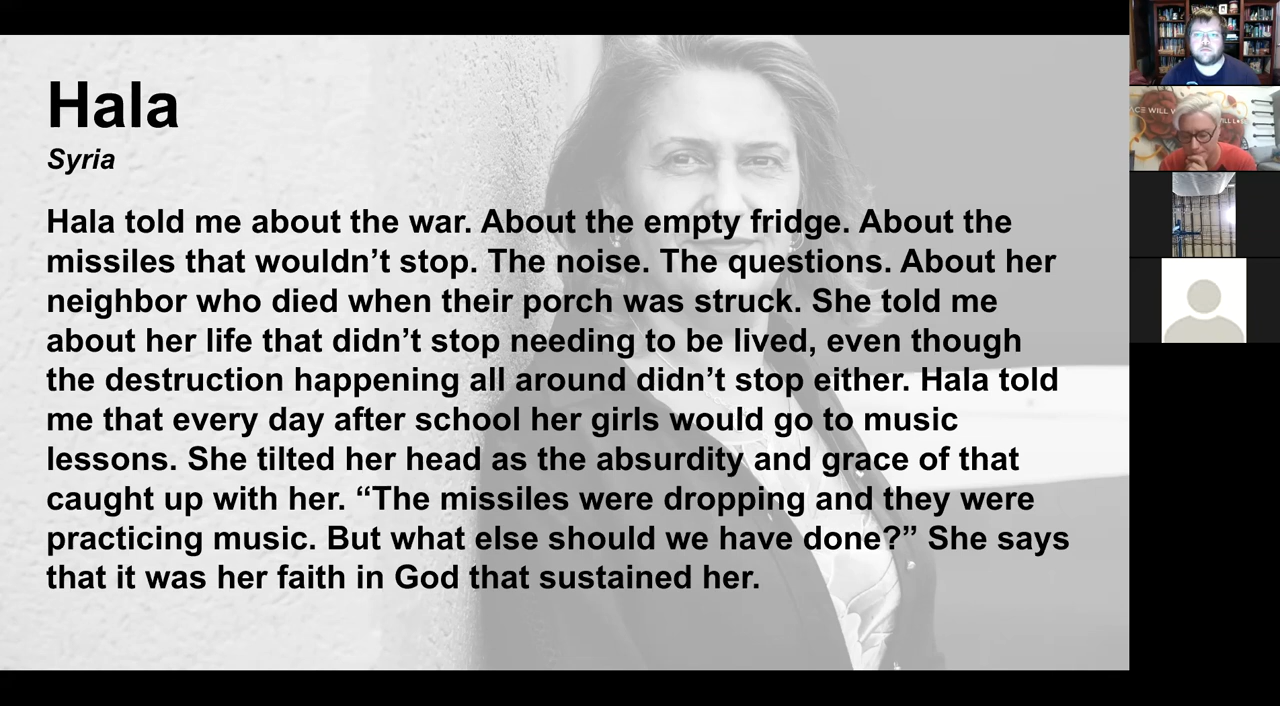 Hala
Syria
Hala told me about the war. About the empty fridge. About the
missiles that wouldn’t stop. The noise. The questions. About her
neighbor who died when their porch was struck. She told me
about her life that didn’t stop needing to be lived, even though
the destruction happening all around didn’t stop either. Hala told
me that every day after school her girls would go to music
lessons. She tilted her head as the absurdity and grace of that
caught up with her. “The missiles were dropping and they were
practicing music. But what else should we have done?” She says
that it was her faith in God that sustained her.
ACE WILL